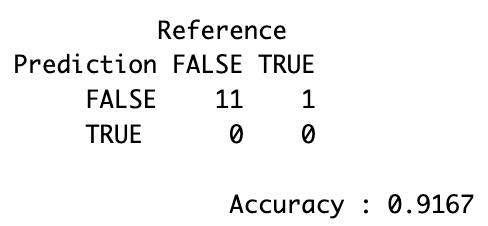 Reference
Prediction FALSE TRUE
FALSE 11 1
TRUE 0 0
Accuracy : 0.9167